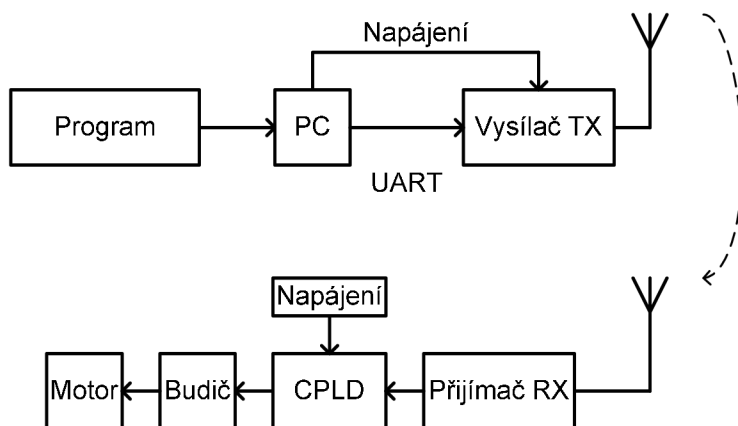 Napájení
Program
PC
Vysílač TX
UART
Napájení
Motor
Budič
CPLD
Přijímač RX